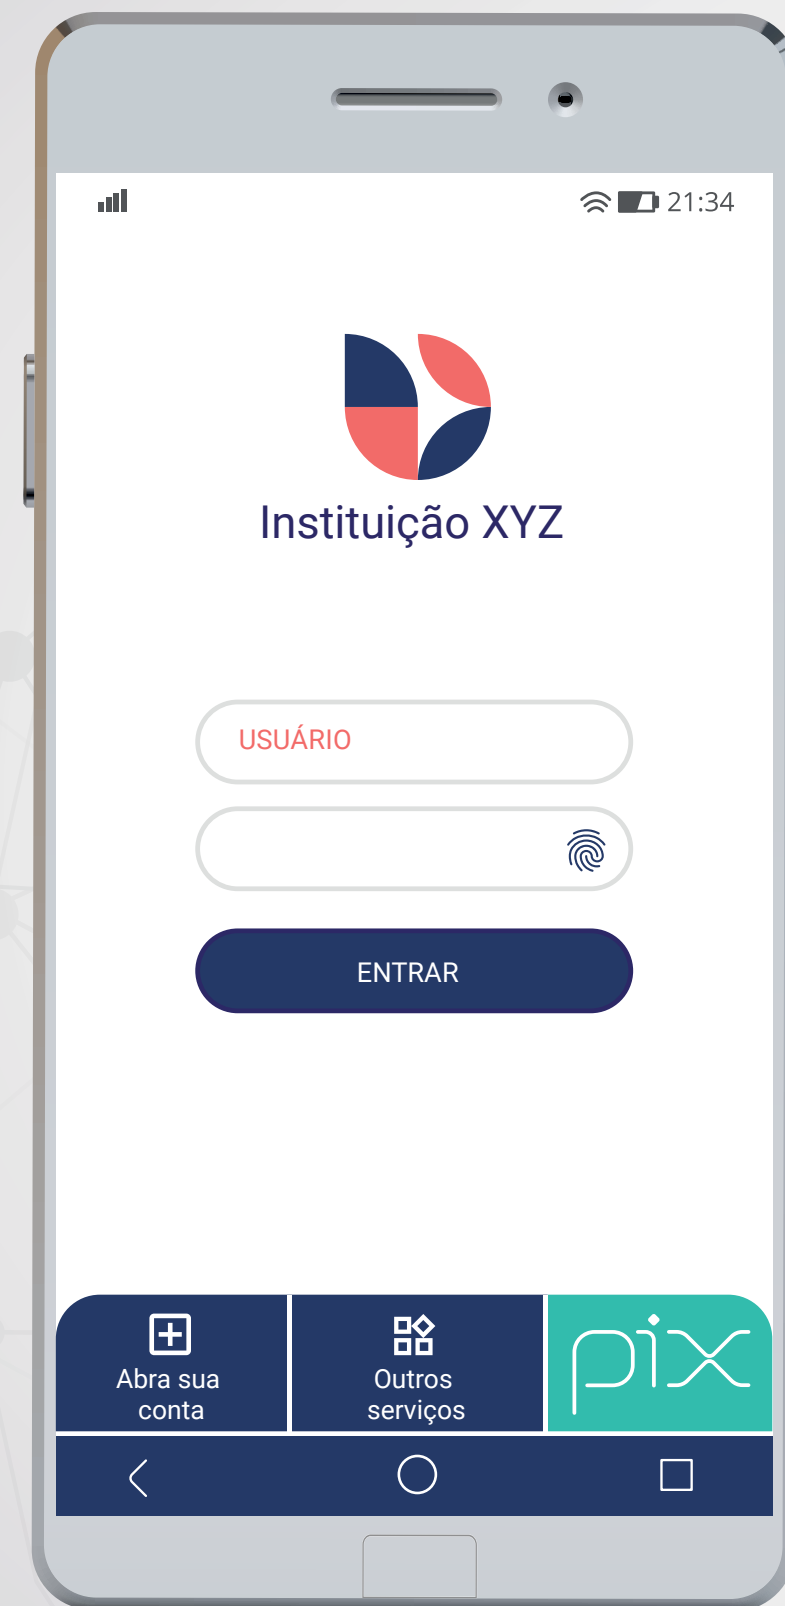 21:34
Instituição XYZ
USUÁRIO
ENTRAR
Abra sua
conta
Outros
serviços
pix